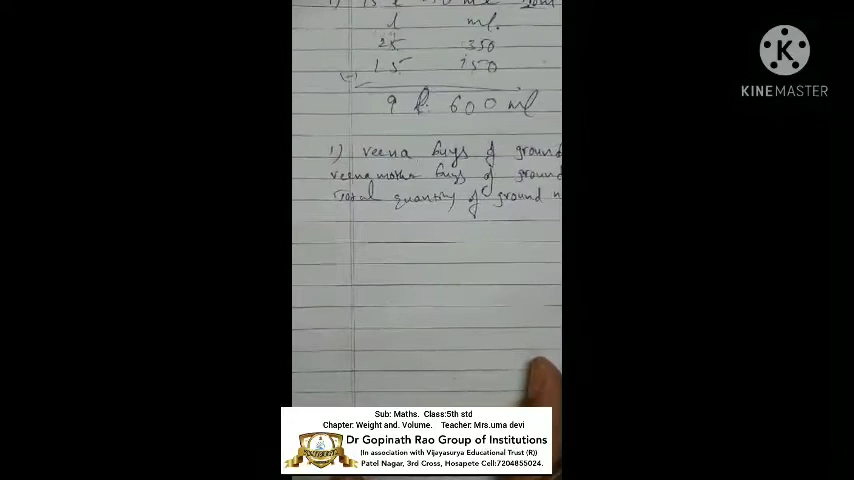 l ml.
25 350
(-) 15 750
9 l. 600 ml
1) veena buys of ground
veena mother buys of ground
Total quantity of ground n
KINEMASTER
Sub: Maths. Class:5th std
Chapter: Weight and. Volume. Teacher: Mrs.uma devi
Dr Gopinath Rao Group of Institutions
(In association with Vijayasurya Educational Trust (R))
Patel Nagar, 3rd Cross, Hosapete Cell:7204855024.